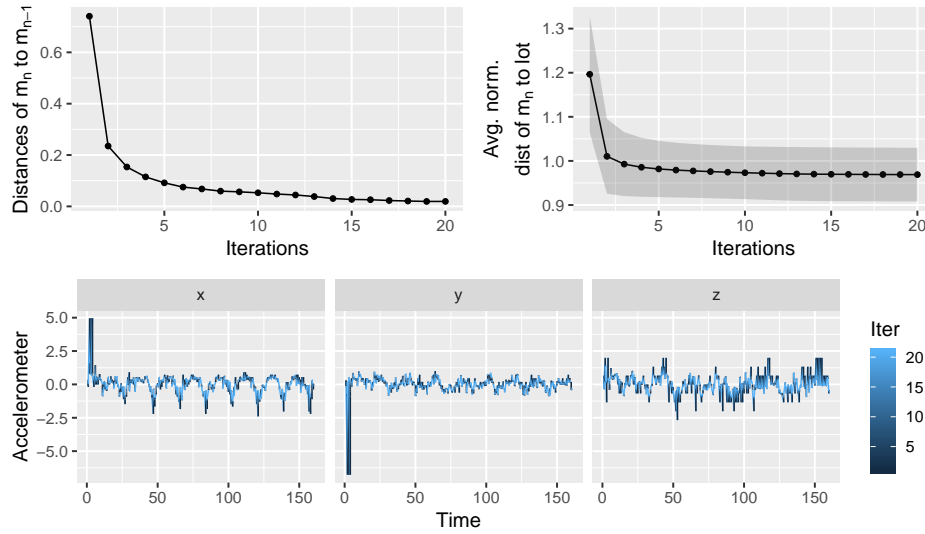 Distances of mₙ to mₙ₋₁
0.6
0.4
0.2
0.0
5 10 15 20
Iterations
Avg. norm.
dist of mₙ to lot
1.3
1.2
1.1
1.0
0.9
5 10 15 20
Iterations
x y z
Accelerometer
5.0
2.5
0.0
−2.5
−5.0
0 50 100 150 0 50 100 150 0 50 100 150
Time
Iter
20
15
10
5